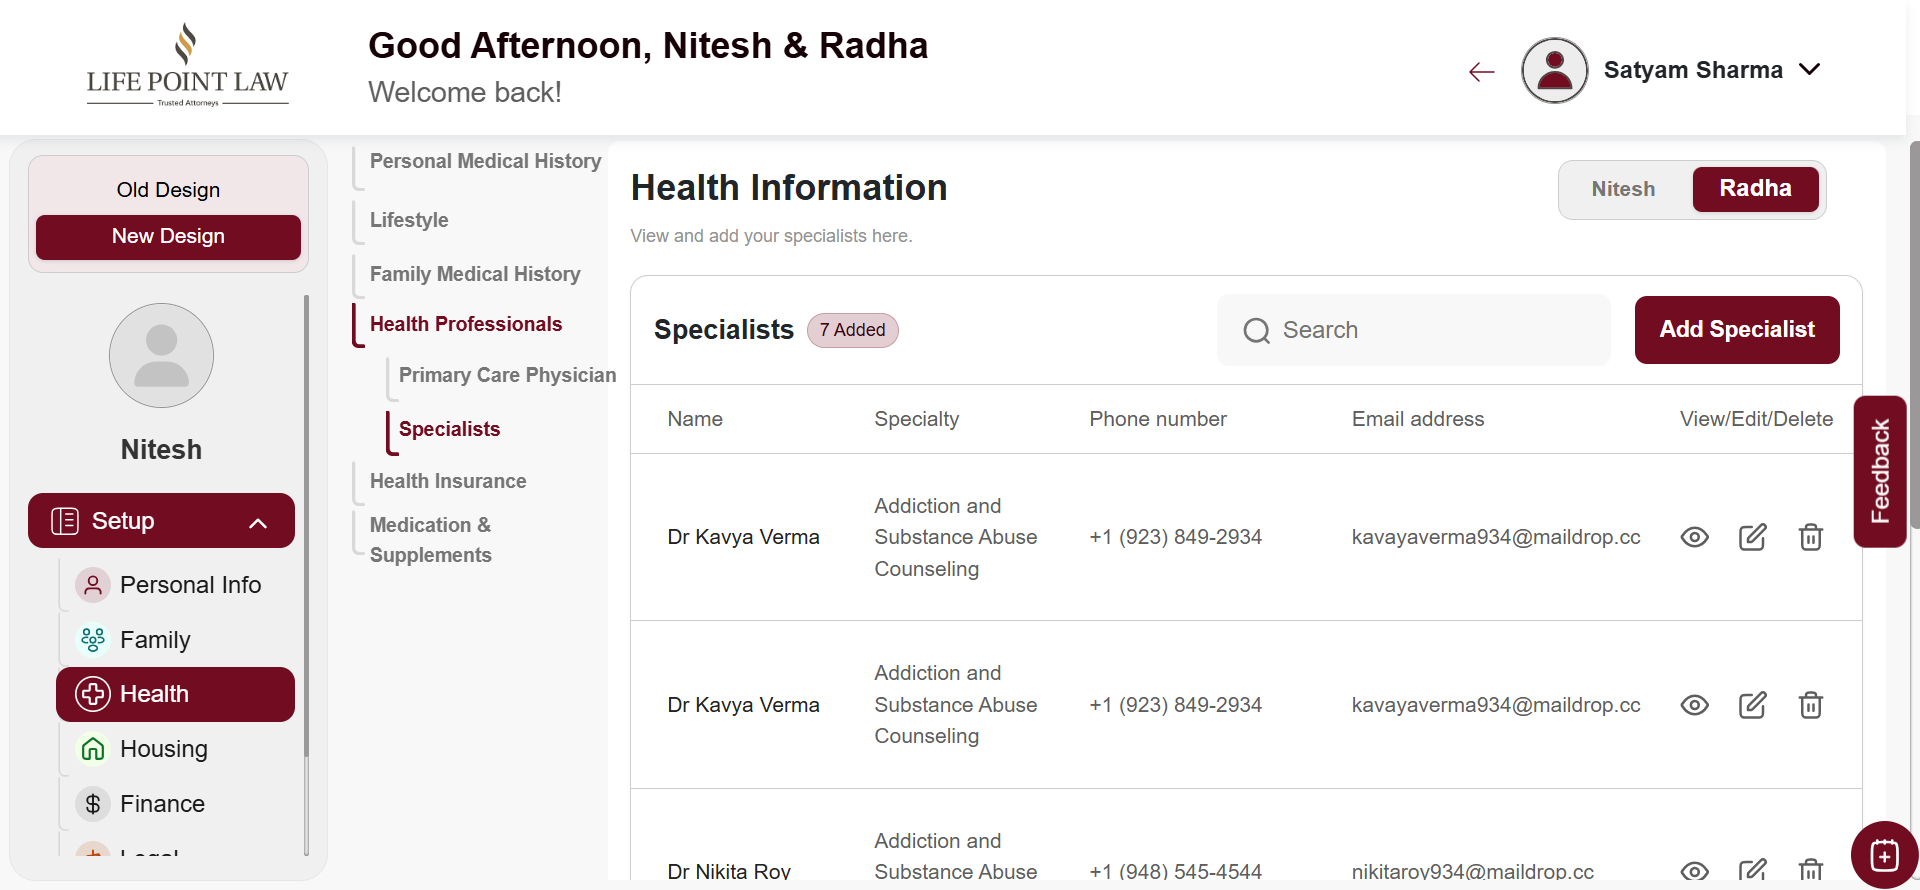 LIFE POINT LAW
Trusted Attorneys
Good Afternoon, Nitesh & Radha
Welcome back!
Satyam Sharma
Old Design
New Design
Nitesh
Setup
Personal Info
Family
Health
Housing
Finance
Legal
Personal Medical History
Lifestyle
Family Medical History
Health Professionals
Primary Care Physician
Specialists
Health Insurance
Medication &
Supplements
Health Information
View and add your specialists here.
Nitesh
Radha
Specialists
7 Added
Search
Add Specialist
Name Specialty Phone number Email address View/Edit/Delete
Addiction and
Dr Kavya Verma Substance Abuse +1 (923) 849-2934 kavayaverma934@maildrop.cc
Counseling
Addiction and
Dr Kavya Verma Substance Abuse +1 (923) 849-2934 kavayaverma934@maildrop.cc
Counseling
Addiction and
Dr Nikita Roy Substance Abuse +1 (948) 545-4544 nikitaroy934@maildrop.cc
Feedback